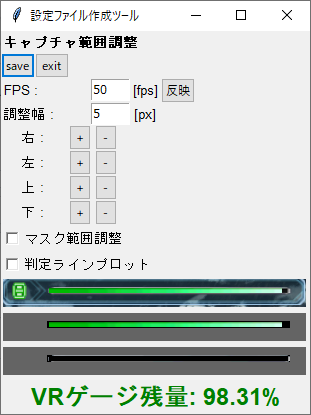 設定ファイル作成ツール
キャプチャ範囲調整
save exit
FPS : 50 [fps] 反映
調整幅 : 5 [px]
右 : + -
左 : + -
上 : + -
下 : + -
マスク範囲調整
判定ラインプロット
VRゲージ残量: 98.31%